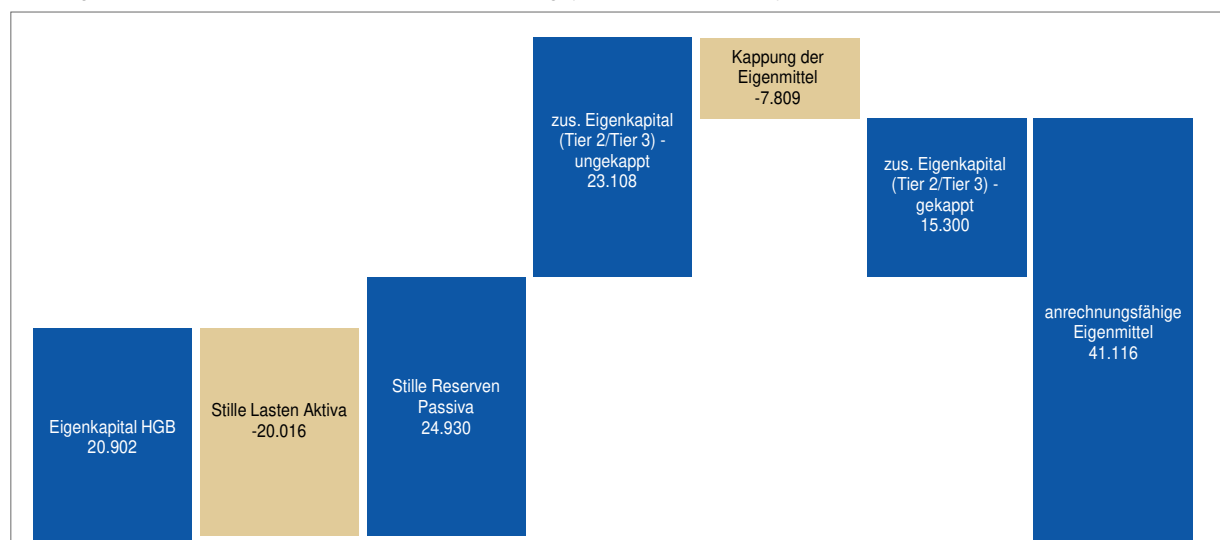 Eigenkapital HGB
20.902
Stille Lasten Aktiva
-20.016
Stille Reserven
Passiva
24.930
zus. Eigenkapital
(Tier 2/Tier 3) -
ungekappt
23.108
Kappung der
Eigenmittel
-7.809
zus. Eigenkapital
(Tier 2/Tier 3) -
gekappt
15.300
anrechnungsfähige
Eigenmittel
41.116